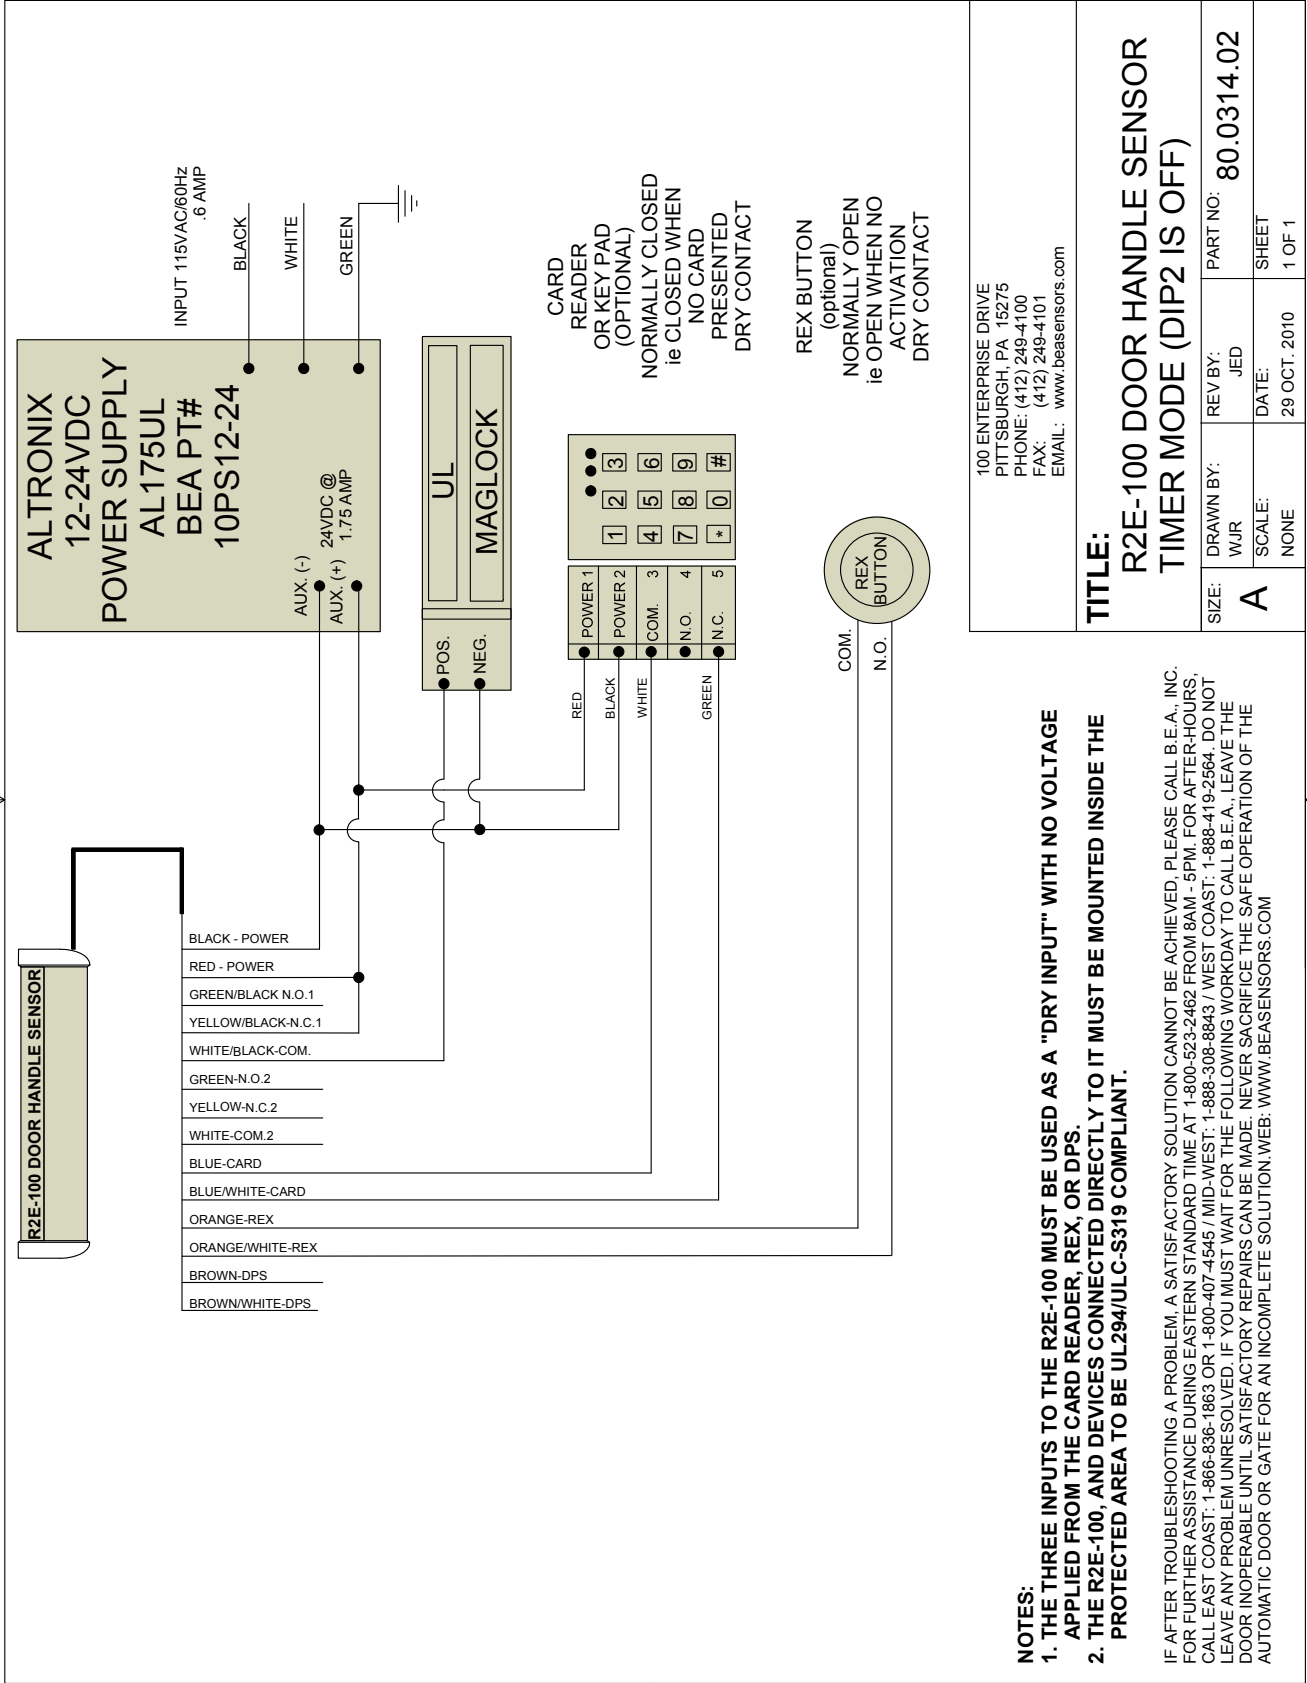 R2E-100 DOOR HANDLE SENSOR
BLACK - POWER
RED - POWER
GREEN/BLACK N.O.1
YELLOW/BLACK-N.C.1
WHITE/BLACK-COM.
GREEN-N.O.2
YELLOW-N.C.2
WHITE-COM.2
BLUE-CARD
BLUE/WHITE-CARD
ORANGE-REX
ORANGE/WHITE-REX
BROWN-DPS
BROWN/WHITE-DPS
ALTRONIX
12-24VDC
POWER SUPPLY
AL175UL
BEA PT#
10PS12-24
AUX. (-)
AUX. (+)
24VDC @
1.75 AMP
INPUT 115VAC/60Hz
.6 AMP
BLACK
WHITE
GREEN
POS.
NEG.
UL
MAGLOCK
RED
BLACK
WHITE
GREEN
POWER 1
POWER 2
COM. 3
N.O. 4
N.C. 5
1 2 3
4 5 6
7 8 9
* 0 #
CARD
READER
OR KEY PAD
(OPTIONAL)
NORMALLY CLOSED
ie CLOSED WHEN
NO CARD
PRESENTED
DRY CONTACT
COM.
N.O.
REX
BUTTON
REX BUTTON
(optional)
NORMALLY OPEN
ie OPEN WHEN NO
ACTIVATION
DRY CONTACT
NOTES:
1. THE THREE INPUTS TO THE R2E-100 MUST BE USED AS A "DRY INPUT" WITH NO VOLTAGE
APPLIED FROM THE CARD READER, REX, OR DPS.
2. THE R2E-100, AND DEVICES CONNECTED DIRECTLY TO IT MUST BE MOUNTED INSIDE THE
PROTECTED AREA TO BE UL294/ULC-S319 COMPLIANT.
IF AFTER TROUBLESHOOTING A PROBLEM, A SATISFACTORY SOLUTION CANNOT BE ACHIEVED, PLEASE CALL B.E.A., INC.
FOR FURTHER ASSISTANCE DURING EASTERN STANDARD TIME AT 1-800-523-2462 FROM 8AM - 5PM. FOR AFTER-HOURS,
CALL EAST COAST: 1-866-836-1863 OR 1-800-407-4545 / MID-WEST: 1-888-308-8843 / WEST COAST: 1-888-419-2564. DO NOT
LEAVE ANY PROBLEM UNRESOLVED. IF YOU MUST WAIT FOR THE FOLLOWING WORKDAY TO CALL B.E.A., LEAVE THE
DOOR INOPERABLE UNTIL SATISFACTORY REPAIRS CAN BE MADE. NEVER SACRIFICE THE SAFE OPERATION OF THE
AUTOMATIC DOOR OR GATE FOR AN INCOMPLETE SOLUTION.WEB: WWW.BEASENSORS.COM
100 ENTERPRISE DRIVE
PITTSBURGH, PA 15275
PHONE: (412) 249-4100
FAX: (412) 249-4101
EMAIL: www.beasensors.com
TITLE:
R2E-100 DOOR HANDLE SENSOR
TIMER MODE (DIP2 IS OFF)
SIZE:
A
DRAWN BY:
WJR
REV BY:
JED
PART NO:
80.0314.02
SCALE:
NONE
DATE:
29 OCT. 2010
SHEET
1 OF 1